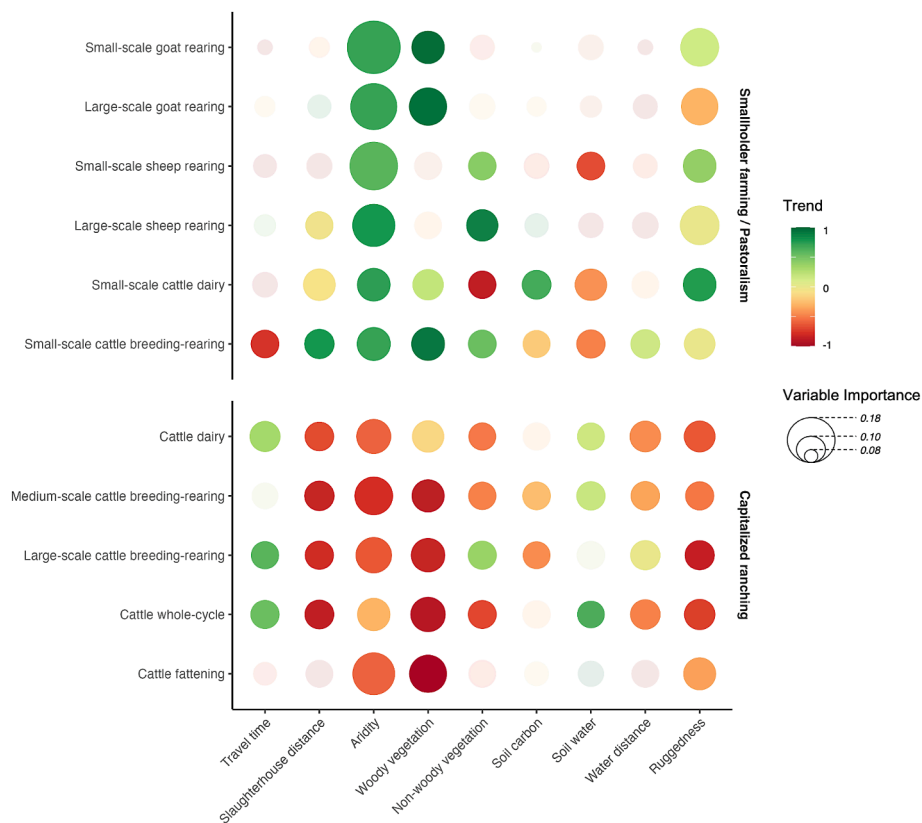 Small-scale goat rearing
Large-scale goat rearing
Small-scale sheep rearing
Large-scale sheep rearing
Small-scale cattle dairy
Small-scale cattle breeding-rearing
Smallholder farming / Pastoralism
Cattle dairy
Medium-scale cattle breeding-rearing
Large-scale cattle breeding-rearing
Cattle whole-cycle
Cattle fattening
Capitalized ranching
Travel time
Slaughterhouse distance
Aridity
Woody vegetation
Non-woody vegetation
Soil carbon
Soil water
Water distance
Ruggedness
Trend
1
0
-1
Variable Importance
0.18
0.10
0.08